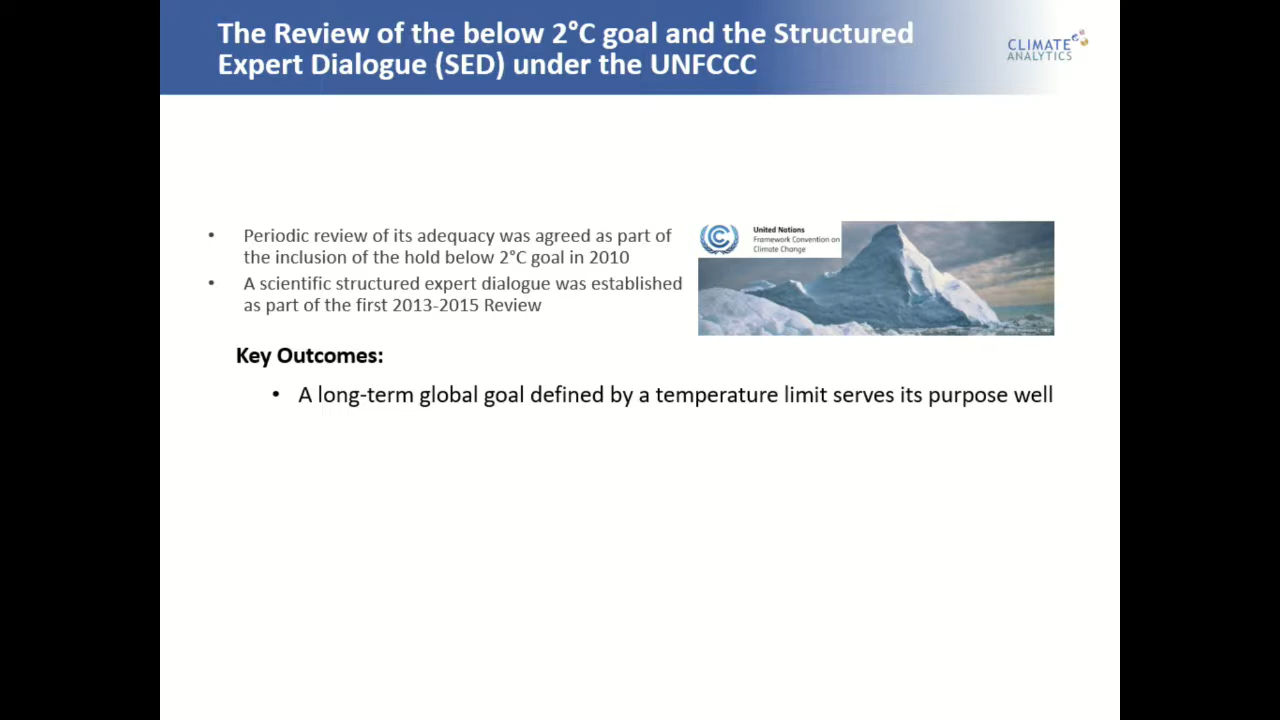 The Review of the below 2°C goal and the Structured
Expert Dialogue (SED) under the UNFCCC
CLIMATE
ANALYTICS
• Periodic review of its adequacy was agreed as part of
the inclusion of the hold below 2°C goal in 2010
• A scientific structured expert dialogue was established
as part of the first 2013-2015 Review
United Nations
Framework Convention on
Climate Change
Key Outcomes:
• A long-term global goal defined by a temperature limit serves its purpose well